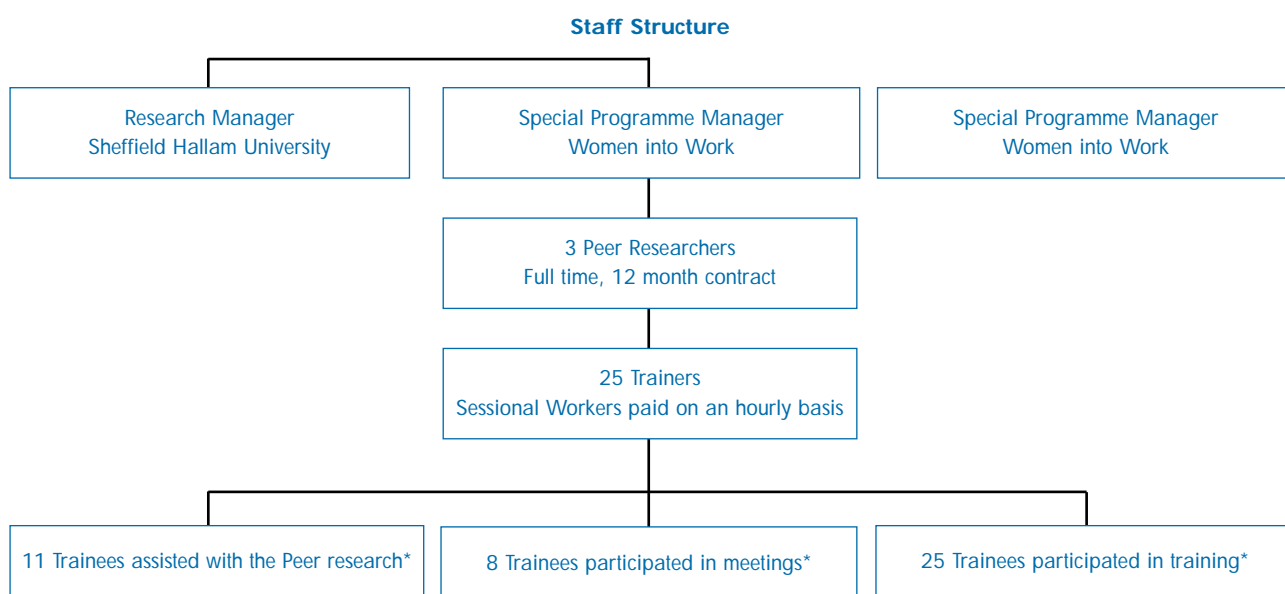 Staff Structure
Research Manager
Sheffield Hallam University
Special Programme Manager
Women into Work
Special Programme Manager
Women into Work
3 Peer Researchers
Full time, 12 month contract
25 Trainers
Sessional Workers paid on an hourly basis
11 Trainees assisted with the Peer research*
8 Trainees participated in meetings*
25 Trainees participated in training*